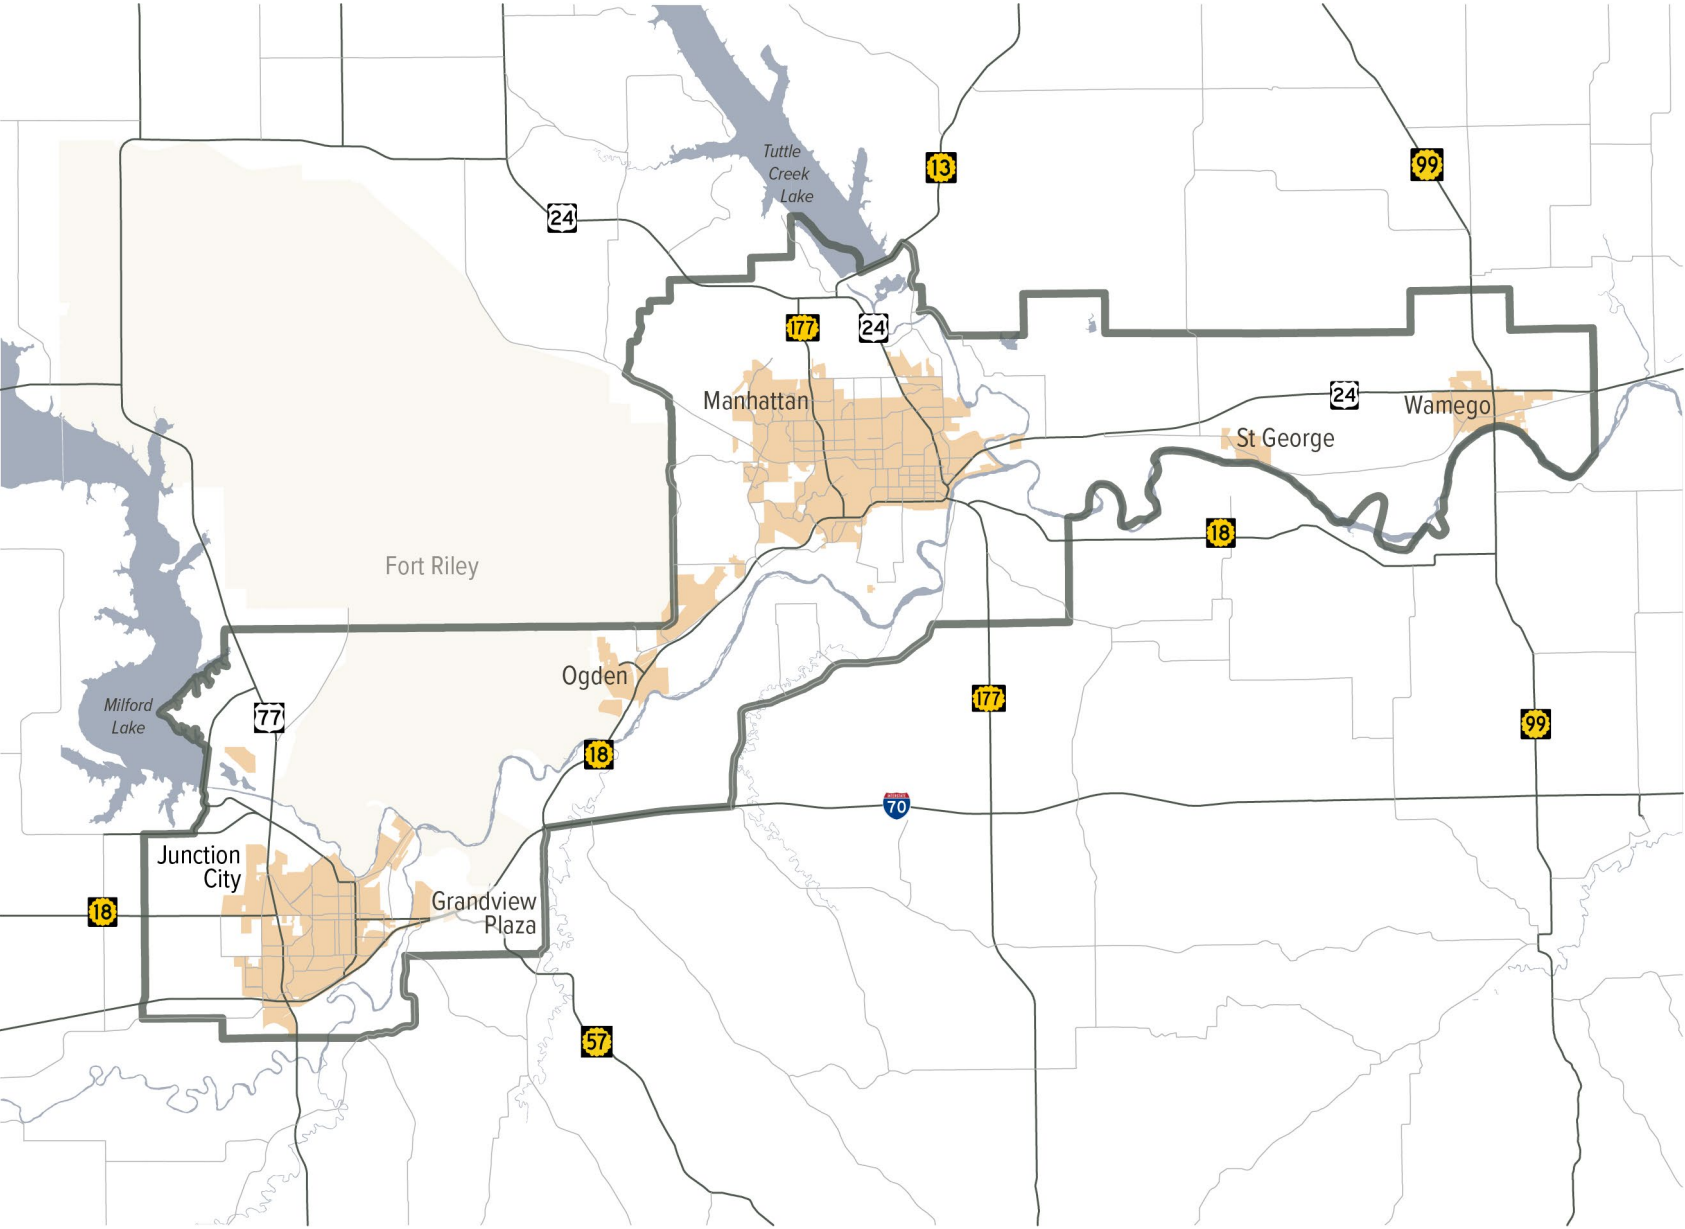 Tuttle
Creek
Lake
13
99
24
177
24
Manhattan
24
Wamego
St George
18
Fort Riley
Ogden
Milford
Lake
77
177
99
18
70
Junction
City
Grandview
Plaza
18
57